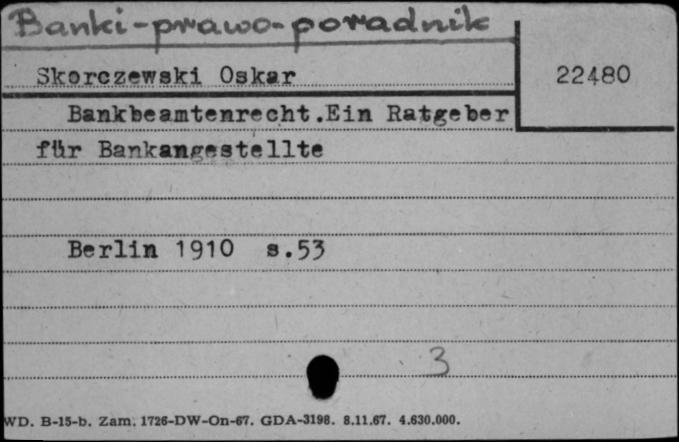 Banki-prawo-poradnik
Skorczewski Oskar
22480
Bankbeamtenrecht.Ein Ratgeber
für Bankangestellte
Berlin 1910 s.53
3
WD. B-15-b. Zam. 1726-DW-On-67. GDA-3198. 8.11.67. 4.630.000.